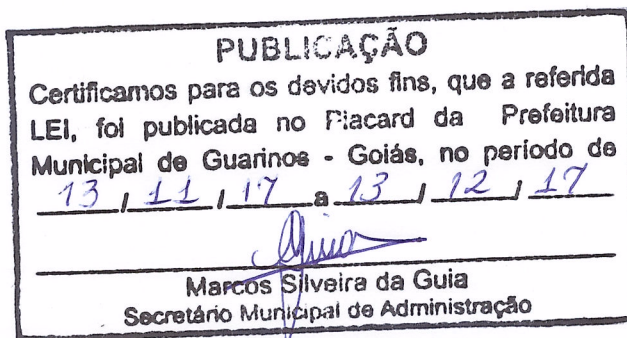 PUBLICAÇÃO
Certificamos para os devidos fins, que a referida
LEI, foi publicada no Placard da Prefeitura
Municipal de Guarinos - Goiás, no período de
13 / 11 / 17 a 13 / 12 / 17
Marcos Silveira da Guia
Secretário Municipal de Administração